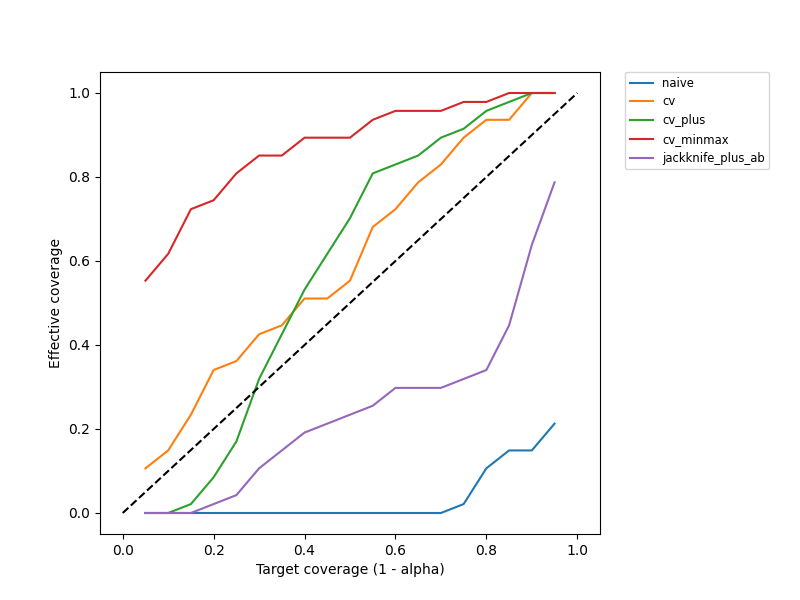 naive
cv
cv_plus
cv_minmax
jackknife_plus_ab
Effective coverage
1.0
0.8
0.6
0.4
0.2
0.0
0.0 0.2 0.4 0.6 0.8 1.0
Target coverage (1 - alpha)